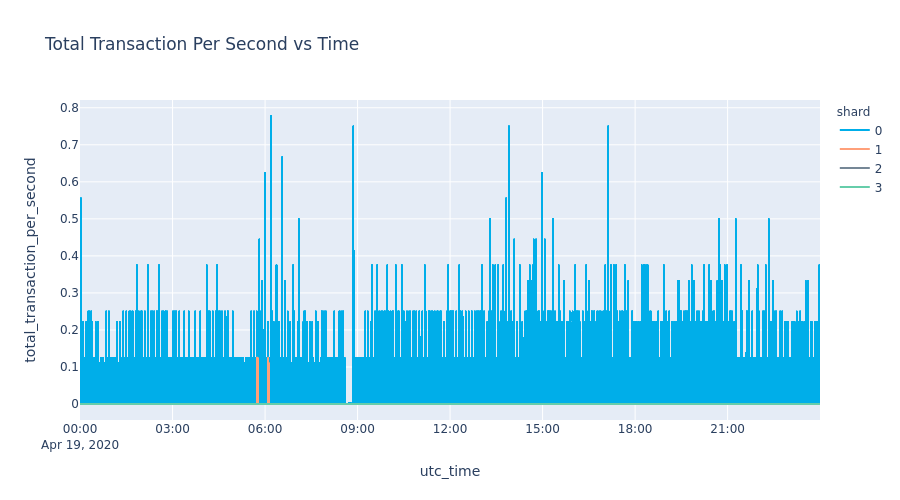 Total Transaction Per Second vs Time
total_transaction_per_second
0.8
0.7
0.6
0.5
0.4
0.3
0.2
0.1
0
00:00 03:00 06:00 09:00 12:00 15:00 18:00 21:00
Apr 19, 2020
utc_time
shard
0
1
2
3